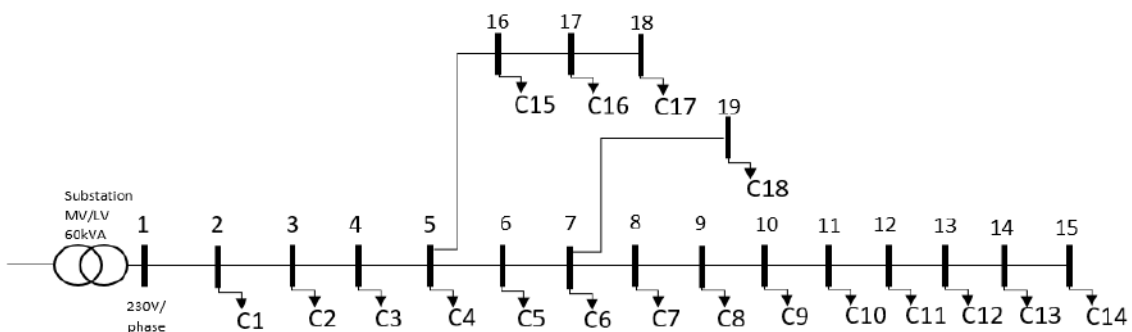 16 17 18
C15 C16 C17
19
C18
Substation
MV/LV
60kVA
1 2 3 4 5 6 7 8 9 10 11 12 13 14 15
230V/
phase
C1 C2 C3 C4 C5 C6 C7 C8 C9 C10 C11 C12 C13 C14